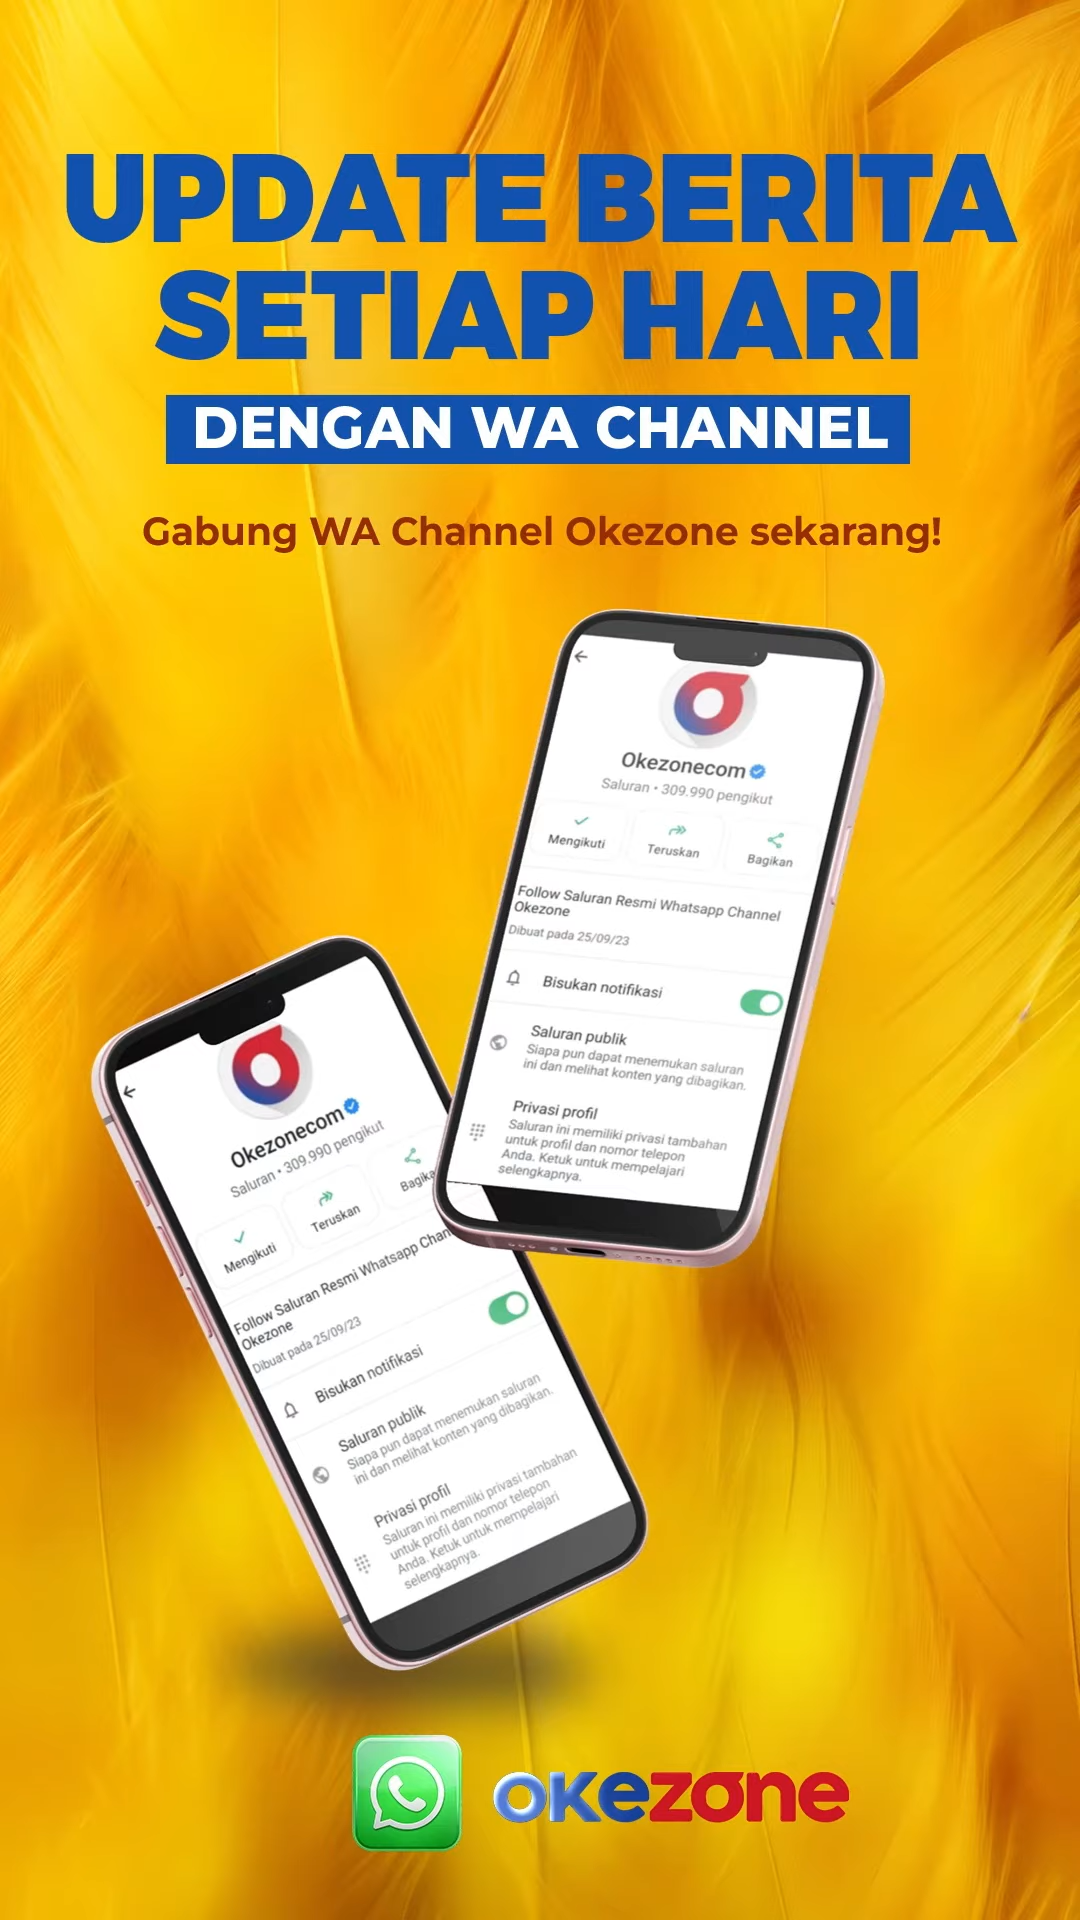 UPDATE BERITA
SETIAP HARI
DENGAN WA CHANNEL
Gabung WA Channel Okezone sekarang!
Okezonecom
Saluran • 309.990 pengikut
Mengikuti
Teruskan
Bagikan
Follow Saluran Resmi Whatsapp Channel
Okezone
Dibuat pada 25/09/23
Bisukan notifikasi
Saluran publik
Siapa pun dapat menemukan saluran
ini dan melihat konten yang dibagikan.
Privasi profil
Saluran ini memiliki privasi tambahan
untuk profil dan nomor telepon
Anda. Ketuk untuk mempelajari
selengkapnya.
Okezonecom
Saluran • 309.990 pengikut
Mengikuti
Teruskan
Bagika
Follow Saluran Resmi Whatsapp Chan
Okezone
Dibuat pada 25/09/23
Bisukan notifikasi
Saluran publik
Siapa pun dapat menemukan saluran
ini dan melihat konten yang dibagikan.
Privasi profil
Saluran ini memiliki privasi tambahan
untuk profil dan nomor telepon
Anda. Ketuk untuk mempelajari
selengkapnya.
okezone